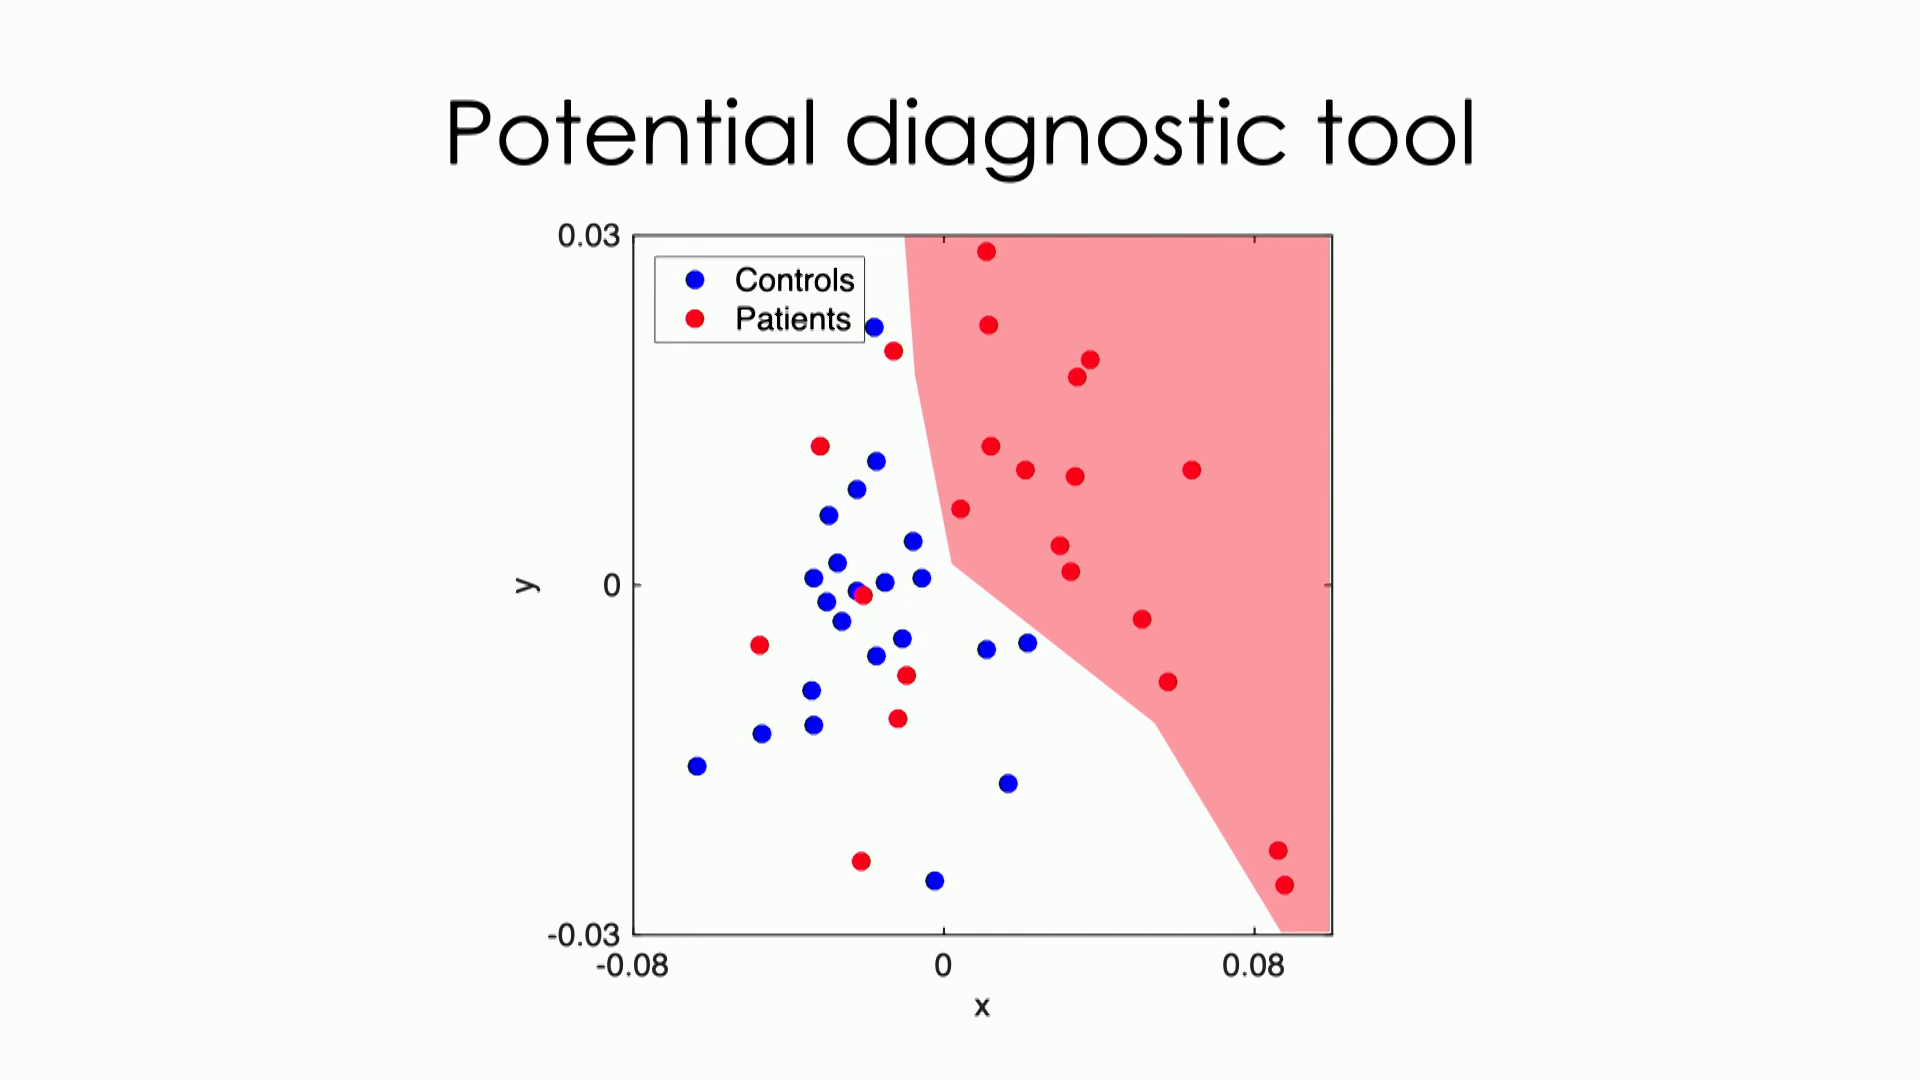 Potential diagnostic tool
0.03
Controls
Patients
y
0
-0.03
-0.08
0
0.08
x